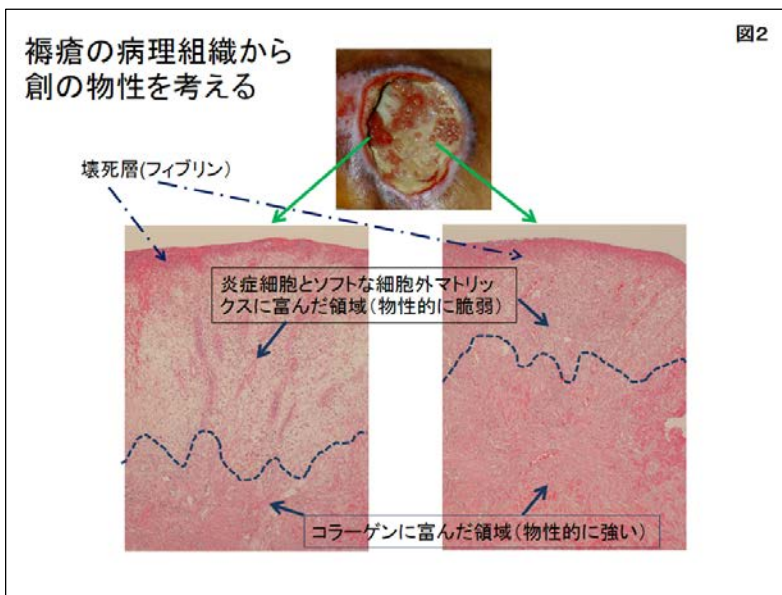 図2
褥瘡の病理組織から
創の物性を考える
壊死層(フィブリン)
炎症細胞とソフトな細胞外マトリッ
クスに富んだ領域(物性的に脆弱)
コラーゲンに富んだ領域(物性的に強い)